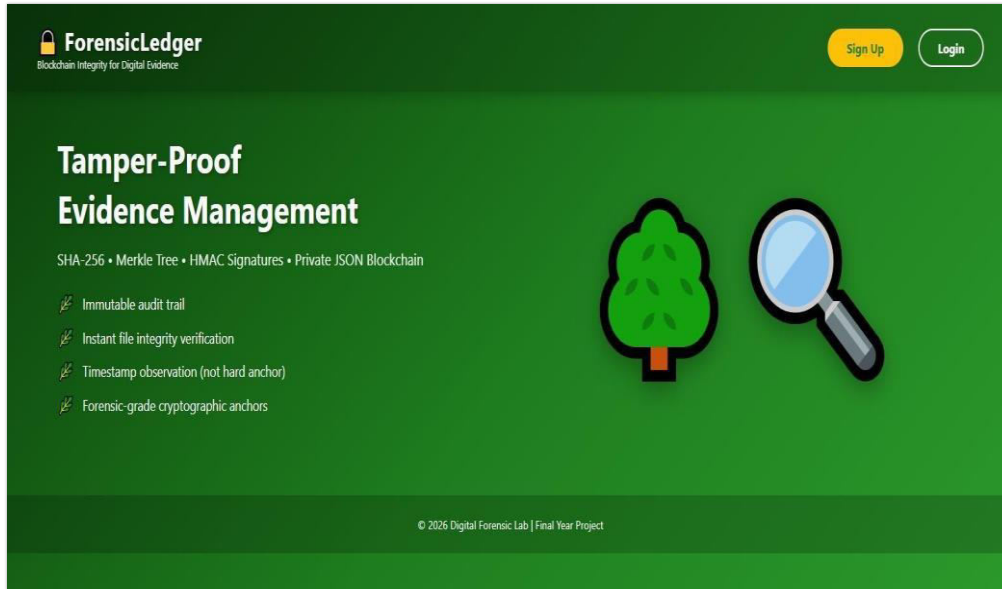 ForensicLedger
Blockchain Integrity for Digital Evidence
Sign Up
Login
Tamper-Proof
Evidence Management
SHA-256 • Merkle Tree • HMAC Signatures • Private JSON Blockchain
Immutable audit trail
Instant file integrity verification
Timestamp observation (not hard anchor)
Forensic-grade cryptographic anchors
© 2026 Digital Forensic Lab | Final Year Project